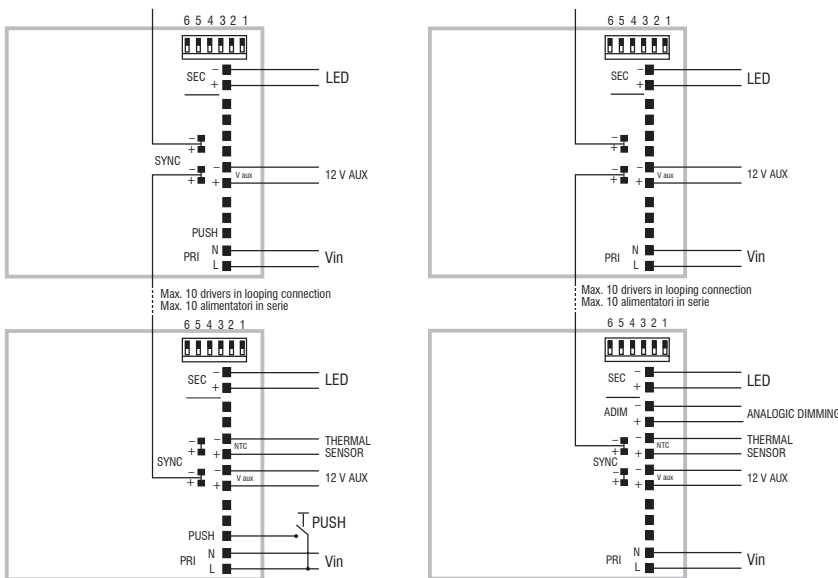 6 5 4 3 2 1
SEC
−
+
LED
−
+
SYNC
−
+
−
+
V aux
12 V AUX
PUSH
PRI
N
L
Vin
Max. 10 drivers in looping connection
Max. 10 alimentatori in serie
6 5 4 3 2 1
SEC
−
+
LED
−
+
SYNC
−
+
−
+
NTC
THERMAL
SENSOR
−
+
V aux
12 V AUX
PUSH
PUSH
PRI
N
L
Vin
6 5 4 3 2 1
SEC
−
+
LED
−
+
−
+
−
+
V aux
12 V AUX
PRI
N
L
Vin
Max. 10 drivers in looping connection
Max. 10 alimentatori in serie
6 5 4 3 2 1
SEC
−
+
LED
ADIM
−
+
ANALOGIC DIMMING
−
+
SYNC
−
+
−
+
NTC
THERMAL
SENSOR
−
+
V aux
12 V AUX
PRI
N
L
Vin